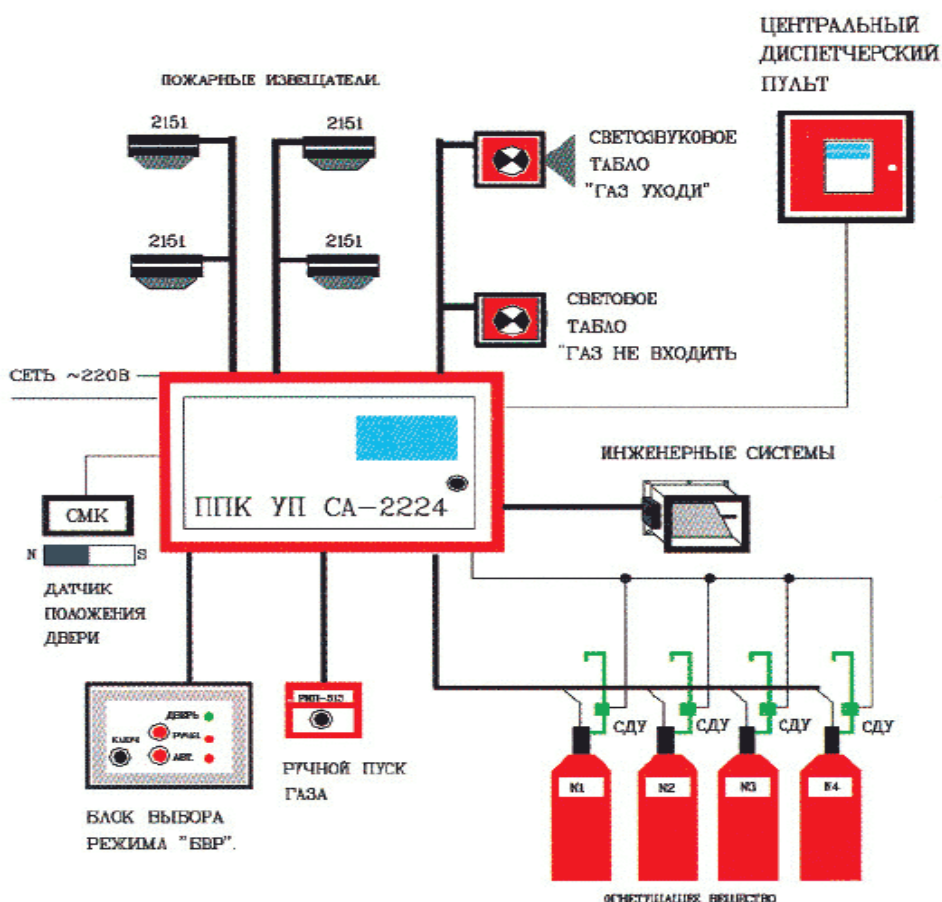 ЦЕНТРАЛЬНЫЙ
ДИСПЕТЧЕРСКИЙ
ПУЛЬТ
ПОЖАРНЫЕ ИЗВЕЩАТЕЛИ.
2151
2151
СВЕТОЗВУКОВОЕ
ТАБЛО
"ГАЗ УХОДИ"
2151
2151
СВЕТОВОЕ
ТАБЛО
"ГАЗ НЕ ВХОДИТЬ
СЕТЬ ~220В
ИНЖЕНЕРНЫЕ СИСТЕМЫ
ППК УП СА-2224
СМК
N S
ДАТЧИК
ПОЛОЖЕНИЯ
ДВЕРИ
ДВЕРЬ
КЛЮЧ
РУЧН.
АВТ.
БЛОК ВЫБОРА
РЕЖИМА "БВР".
РУЧНОЙ ПУСК
ГАЗА
СДУ СДУ СДУ СДУ
N1 N2 N3 N4
ОГНЕТУШАЩЕЕ ВЕЩЕСТВО